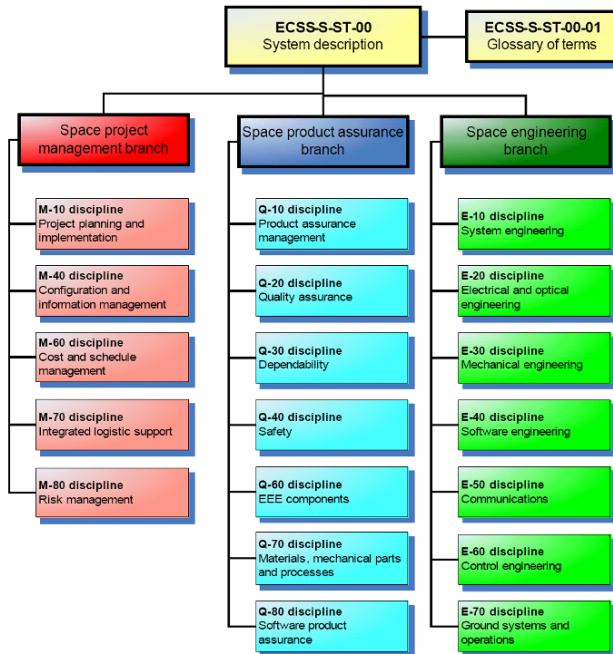 ECSS-S-ST-00
System description
ECSS-S-ST-00-01
Glossary of terms
Space project
management branch
M-10 discipline
Project planning and
implementation
M-40 discipline
Configuration and
information management
M-60 discipline
Cost and schedule
management
M-70 discipline
Integrated logistic support
M-80 discipline
Risk management
Space product assurance
branch
Q-10 discipline
Product assurance
management
Q-20 discipline
Quality assurance
Q-30 discipline
Dependability
Q-40 discipline
Safety
Q-60 discipline
EEE components
Q-70 discipline
Materials, mechanical parts
and processes
Q-80 discipline
Software product
assurance
Space engineering
branch
E-10 discipline
System engineering
E-20 discipline
Electrical and optical
engineering
E-30 discipline
Mechanical engineering
E-40 discipline
Software engineering
E-50 discipline
Communications
E-60 discipline
Control engineering
E-70 discipline
Ground systems and
operations